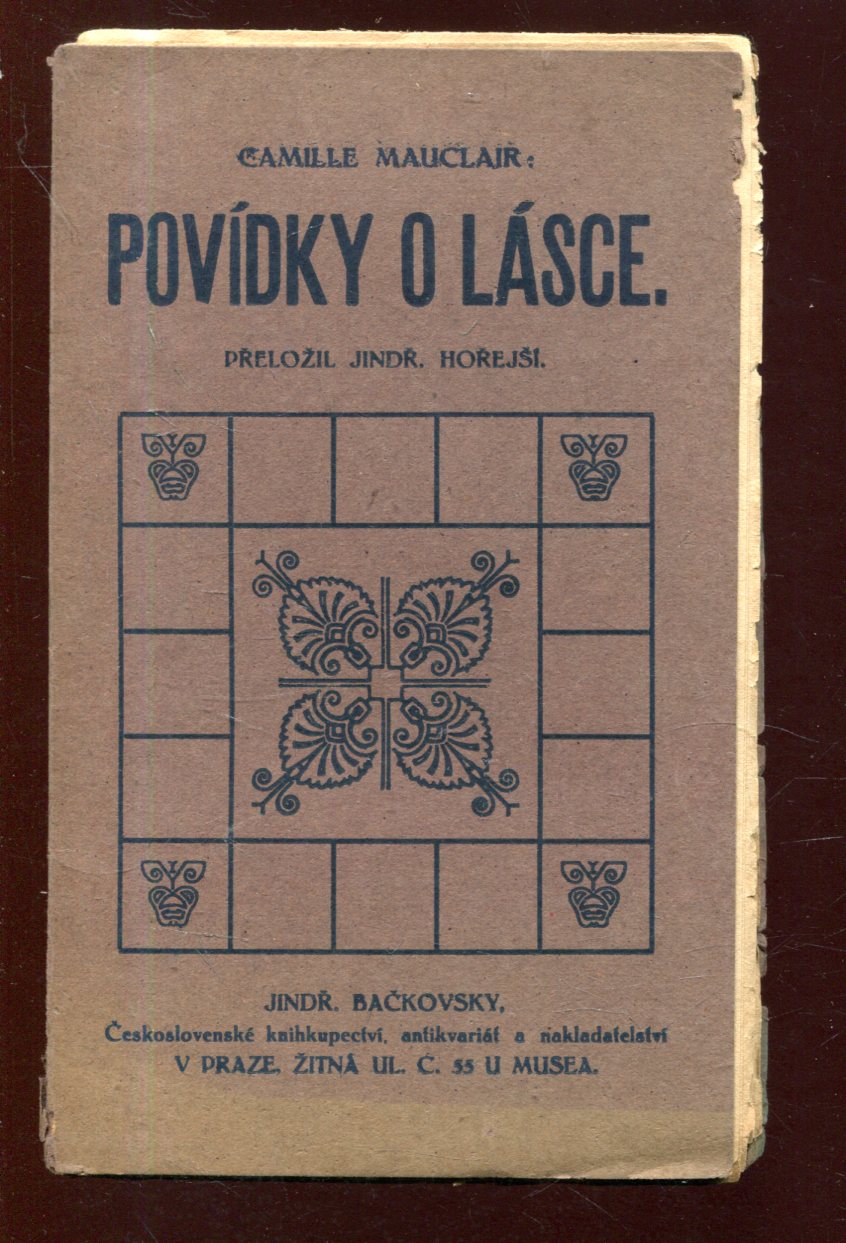 CAMILLE MAUCLAIR:
POVÍDKY O LÁSCE.
PŘELOŽIL JINDŘ. HOŘEJŠÍ.
JINDŘ. BAČKOVSKY,
Československé knihkupectví, antikvariát a nakladatelství
V PRAZE, ŽITNÁ UL. Č. 55 U MUSEA.